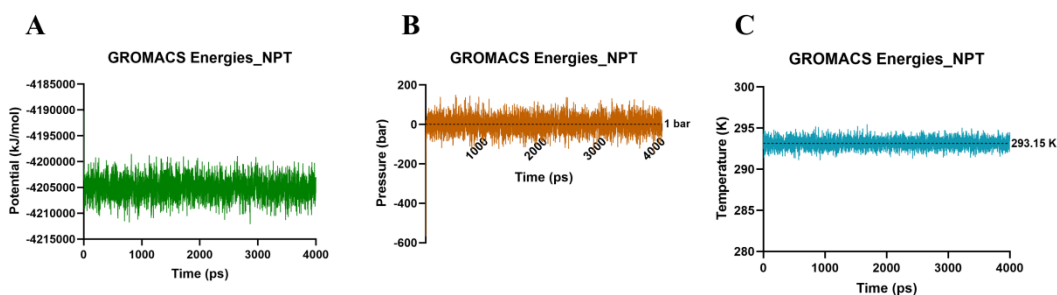 A
GROMACS Energies_NPT
Potential (kJ/mol)
-4185000
-4190000
-4195000
-4200000
-4205000
-4210000
-4215000
0 1000 2000 3000 4000
Time (ps)
B
GROMACS Energies_NPT
Pressure (bar)
200
0
-200
-400
-600
1000 2000 3000 4000
Time (ps)
1 bar
C
GROMACS Energies_NPT
Temperature (K)
300
295
290
285
280
0 1000 2000 3000 4000
Time (ps)
293.15 K